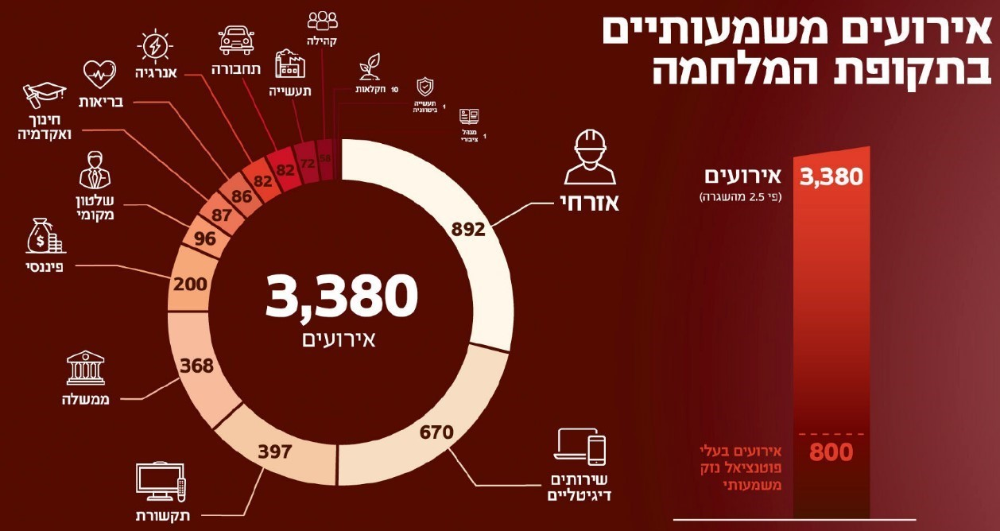 אירועים משמעותיים
בתקופת המלחמה
אירועים
(פי 2.5 מהשגרה)
3,380
אירועים בעלי
פוטנציאל נזק
משמעותי
800
3,380
אירועים
אזרחי
892
שירותים
דיגיטליים
670
תקשורת
397
ממשלה
368
פיננסי
200
שלטון
מקומי
96
חינוך
ואקדמיה
87
בריאות
86
אנרגיה
82
תחבורה
82
תעשייה
72
קהילה
58
חקלאות 10
תעשייה
ביטחונית
1
מנהל
ציבורי
1